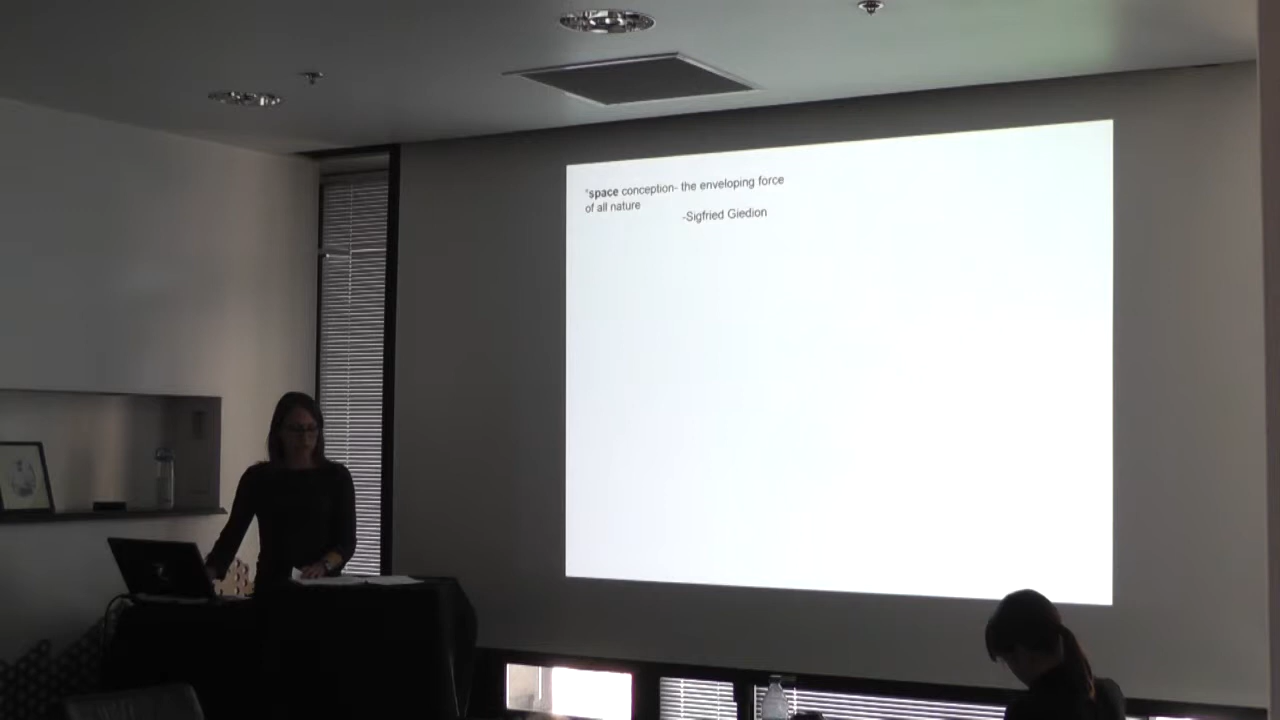 "space conception- the enveloping force
of all nature
-Sigfried Giedion